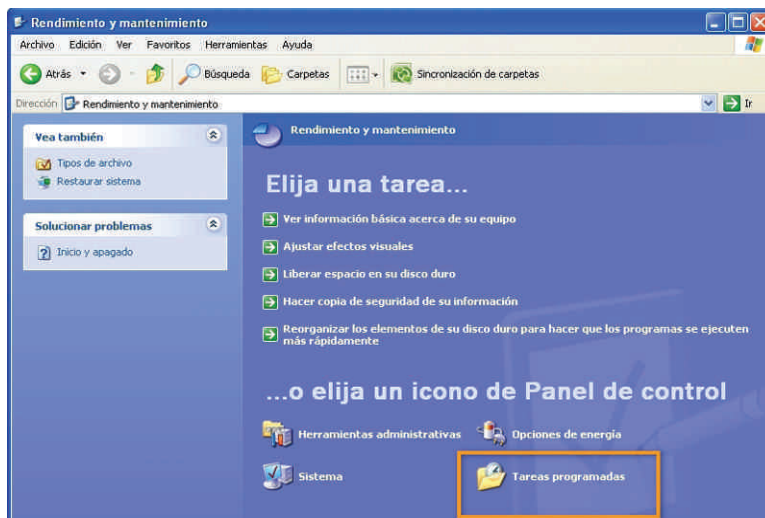 Rendimiento y mantenimiento
Archivo Edición Ver Favoritos Herramientas Ayuda
Atrás Búsqueda Carpetas Sincronización de carpetas
Dirección Rendimiento y mantenimiento Ir
Vea también
Tipos de archivo
Restaurar sistema
Solucionar problemas
Inicio y apagado
Rendimiento y mantenimiento
Elija una tarea...
Ver información básica acerca de su equipo
Ajustar efectos visuales
Liberar espacio en su disco duro
Hacer copia de seguridad de su información
Reorganizar los elementos de su disco duro para hacer que los programas se ejecuten
más rápidamente
...o elija un icono de Panel de control
Herramientas administrativas Opciones de energía
Sistema Tareas programadas